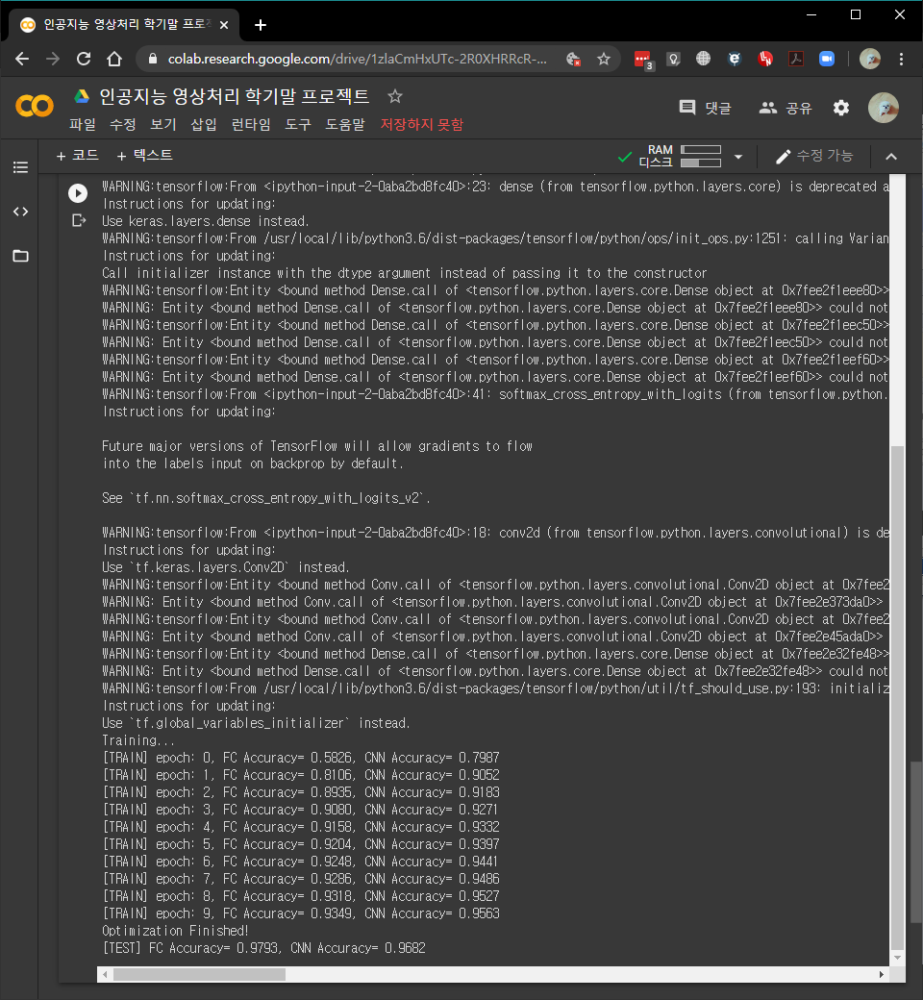 인공지능 영상처리 학기말 프로젝
colab.research.google.com/drive/1zlaCmHxUTc-2R0XHRRcR-...
3
인공지능 영상처리 학기말 프로젝트
댓글
공유
파일 수정 보기 삽입 런타임 도구 도움말 저장하지 못함
+ 코드 + 텍스트
RAM
디스크
수정 가능
WARNING:tensorflow:From <ipython-input-2-0aba2bd8fc40>:23: dense (from tensorflow.python.layers.core) is deprecated a
Instructions for updating:
Use keras.layers.dense instead.
WARNING:tensorflow:From /usr/local/lib/python3.6/dist-packages/tensorflow/python/ops/init_ops.py:1251: calling Varian
Instructions for updating:
Call initializer instance with the dtype argument instead of passing it to the constructor
WARNING:tensorflow:Entity <bound method Dense.call of <tensorflow.python.layers.core.Dense object at 0x7fee2f1eee80>>
WARNING: Entity <bound method Dense.call of <tensorflow.python.layers.core.Dense object at 0x7fee2f1eee80>> could not
WARNING:tensorflow:Entity <bound method Dense.call of <tensorflow.python.layers.core.Dense object at 0x7fee2f1eec50>>
WARNING: Entity <bound method Dense.call of <tensorflow.python.layers.core.Dense object at 0x7fee2f1eec50>> could not
WARNING:tensorflow:Entity <bound method Dense.call of <tensorflow.python.layers.core.Dense object at 0x7fee2f1eef60>>
WARNING: Entity <bound method Dense.call of <tensorflow.python.layers.core.Dense object at 0x7fee2f1eef60>> could not
WARNING:tensorflow:From <ipython-input-2-0aba2bd8fc40>:41: softmax_cross_entropy_with_logits (from tensorflow.python.
Instructions for updating:
Future major versions of TensorFlow will allow gradients to flow
into the labels input on backprop by default.
See `tf.nn.softmax_cross_entropy_with_logits_v2`.
WARNING:tensorflow:From <ipython-input-2-0aba2bd8fc40>:18: conv2d (from tensorflow.python.layers.convolutional) is de
Instructions for updating:
Use `tf.keras.layers.Conv2D` instead.
WARNING:tensorflow:Entity <bound method Conv.call of <tensorflow.python.layers.convolutional.Conv2D object at 0x7fee2
WARNING: Entity <bound method Conv.call of <tensorflow.python.layers.convolutional.Conv2D object at 0x7fee2e373da0>>
WARNING:tensorflow:Entity <bound method Conv.call of <tensorflow.python.layers.convolutional.Conv2D object at 0x7fee2
WARNING: Entity <bound method Conv.call of <tensorflow.python.layers.convolutional.Conv2D object at 0x7fee2e45ada0>>
WARNING:tensorflow:Entity <bound method Dense.call of <tensorflow.python.layers.core.Dense object at 0x7fee2e32fe48>>
WARNING: Entity <bound method Dense.call of <tensorflow.python.layers.core.Dense object at 0x7fee2e32fe48>> could not
WARNING:tensorflow:From /usr/local/lib/python3.6/dist-packages/tensorflow/python/util/tf_should_use.py:193: initializ
Instructions for updating:
Use `tf.global_variables_initializer` instead.
Training...
[TRAIN] epoch: 0, FC Accuracy= 0.5826, CNN Accuracy= 0.7987
[TRAIN] epoch: 1, FC Accuracy= 0.8106, CNN Accuracy= 0.9052
[TRAIN] epoch: 2, FC Accuracy= 0.8935, CNN Accuracy= 0.9183
[TRAIN] epoch: 3, FC Accuracy= 0.9080, CNN Accuracy= 0.9271
[TRAIN] epoch: 4, FC Accuracy= 0.9158, CNN Accuracy= 0.9332
[TRAIN] epoch: 5, FC Accuracy= 0.9204, CNN Accuracy= 0.9397
[TRAIN] epoch: 6, FC Accuracy= 0.9248, CNN Accuracy= 0.9441
[TRAIN] epoch: 7, FC Accuracy= 0.9286, CNN Accuracy= 0.9486
[TRAIN] epoch: 8, FC Accuracy= 0.9318, CNN Accuracy= 0.9527
[TRAIN] epoch: 9, FC Accuracy= 0.9349, CNN Accuracy= 0.9563
Optimization Finished!
[TEST] FC Accuracy= 0.9793, CNN Accuracy= 0.9682